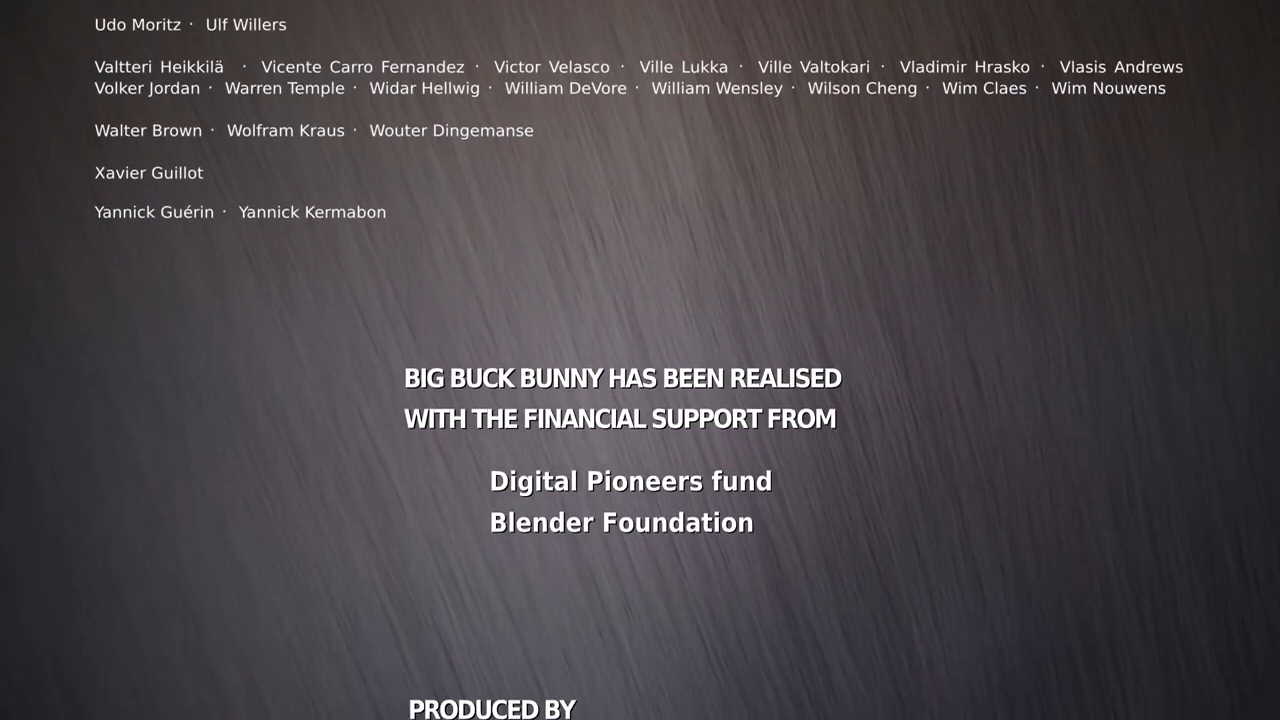 Udo Moritz · Ulf Willers
Valtteri Heikkilä · Vicente Carro Fernandez · Victor Velasco · Ville Lukka · Ville Valtokari · Vladimir Hrasko · Vlasis Andrews
Volker Jordan · Warren Temple · Widar Hellwig · William DeVore · William Wensley · Wilson Cheng · Wim Claes · Wim Nouwens
Walter Brown · Wolfram Kraus · Wouter Dingemanse
Xavier Guillot
Yannick Guérin · Yannick Kermabon
BIG BUCK BUNNY HAS BEEN REALISED
WITH THE FINANCIAL SUPPORT FROM
Digital Pioneers fund
Blender Foundation
PRODUCED BY